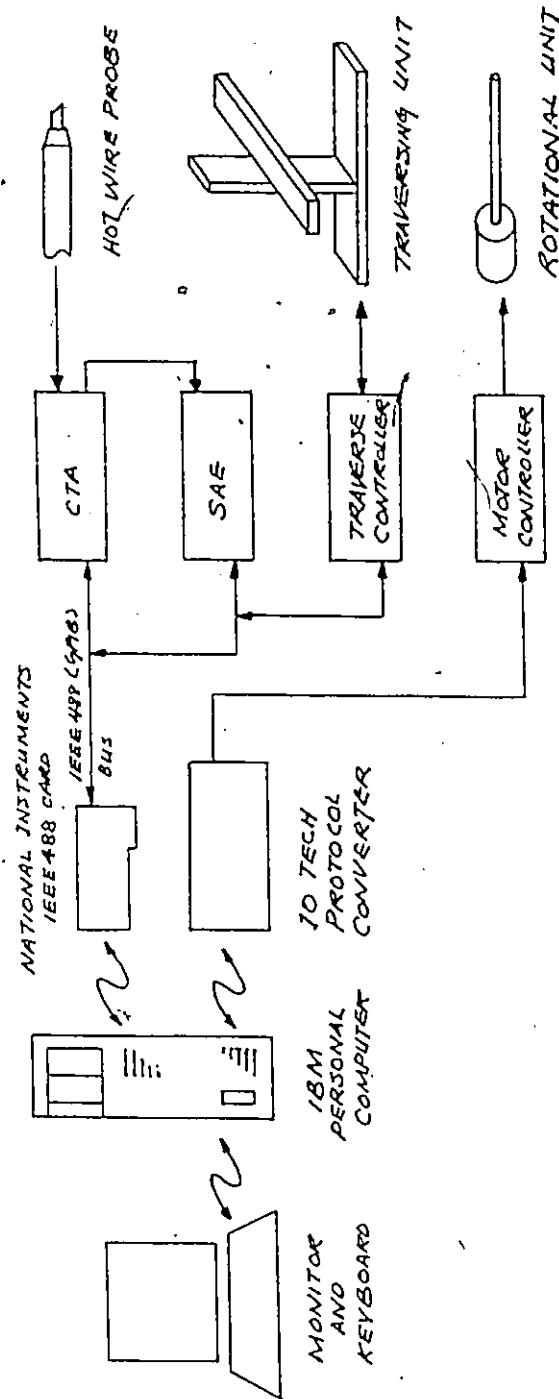 NATIONAL INSTRUMENTS
IEEE 488 CARD
IEEE 488 (GPIB)
BUS
CTA
HOT WIRE PROBE
SAE
TRAVERSE
CONTROLLER
TRAVERSING UNIT
MOTOR
CONTROLLER
ROTATIONAL UNIT
MONITOR
AND
KEYBOARD
IBM
PERSONAL
COMPUTER
IO TECH
PROTOCOL
CONVERTER